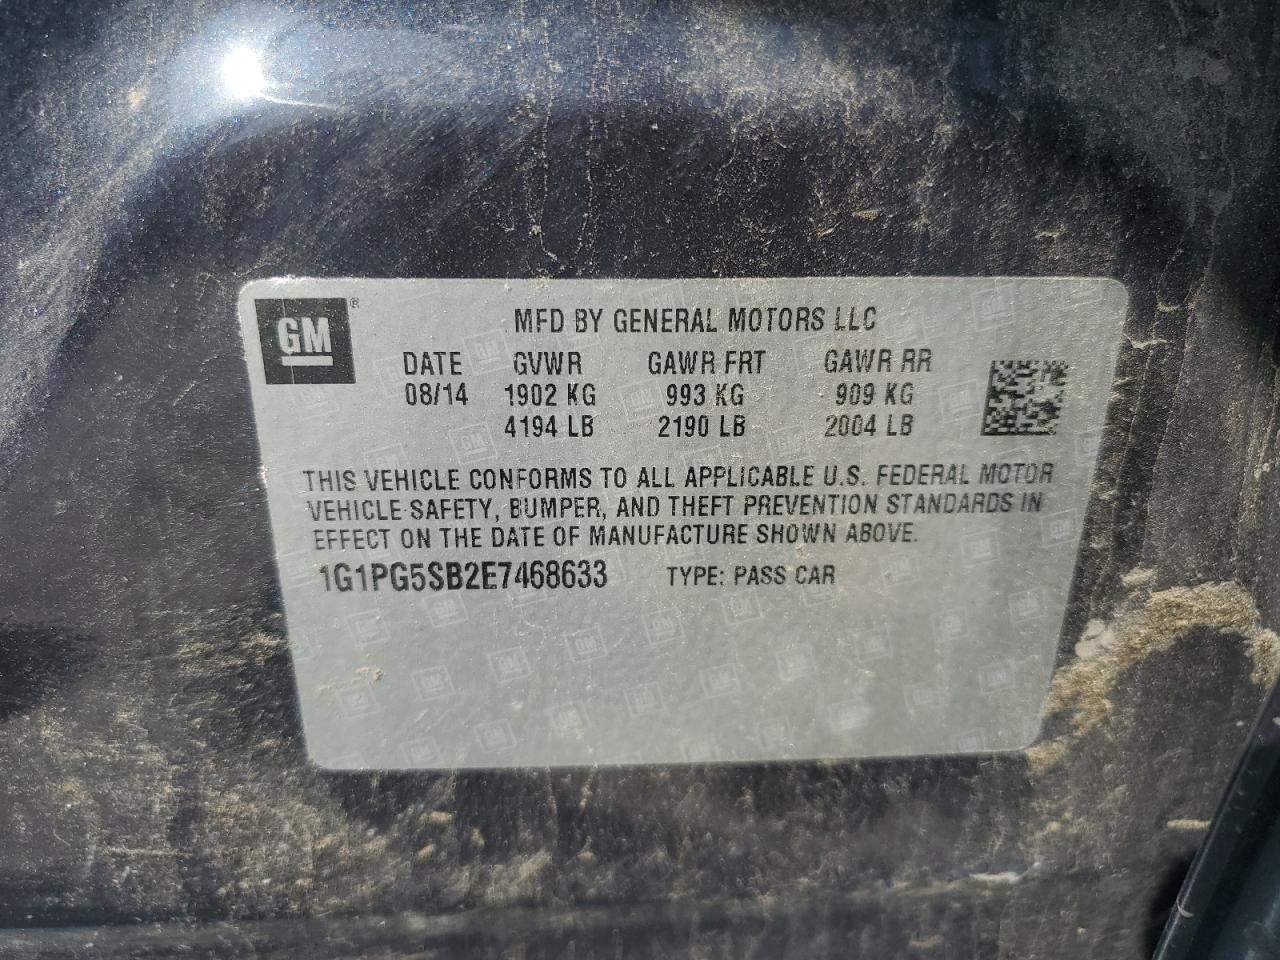 GM ®
MFD BY GENERAL MOTORS LLC
DATE GVWR GAWR FRT GAWR RR
08/14 1902 KG 993 KG 909 KG
4194 LB 2190 LB 2004 LB
THIS VEHICLE CONFORMS TO ALL APPLICABLE U.S. FEDERAL MOTOR
VEHICLE SAFETY, BUMPER, AND THEFT PREVENTION STANDARDS IN
EFFECT ON THE DATE OF MANUFACTURE SHOWN ABOVE.
1G1PG5SB2E7468633 TYPE: PASS CAR